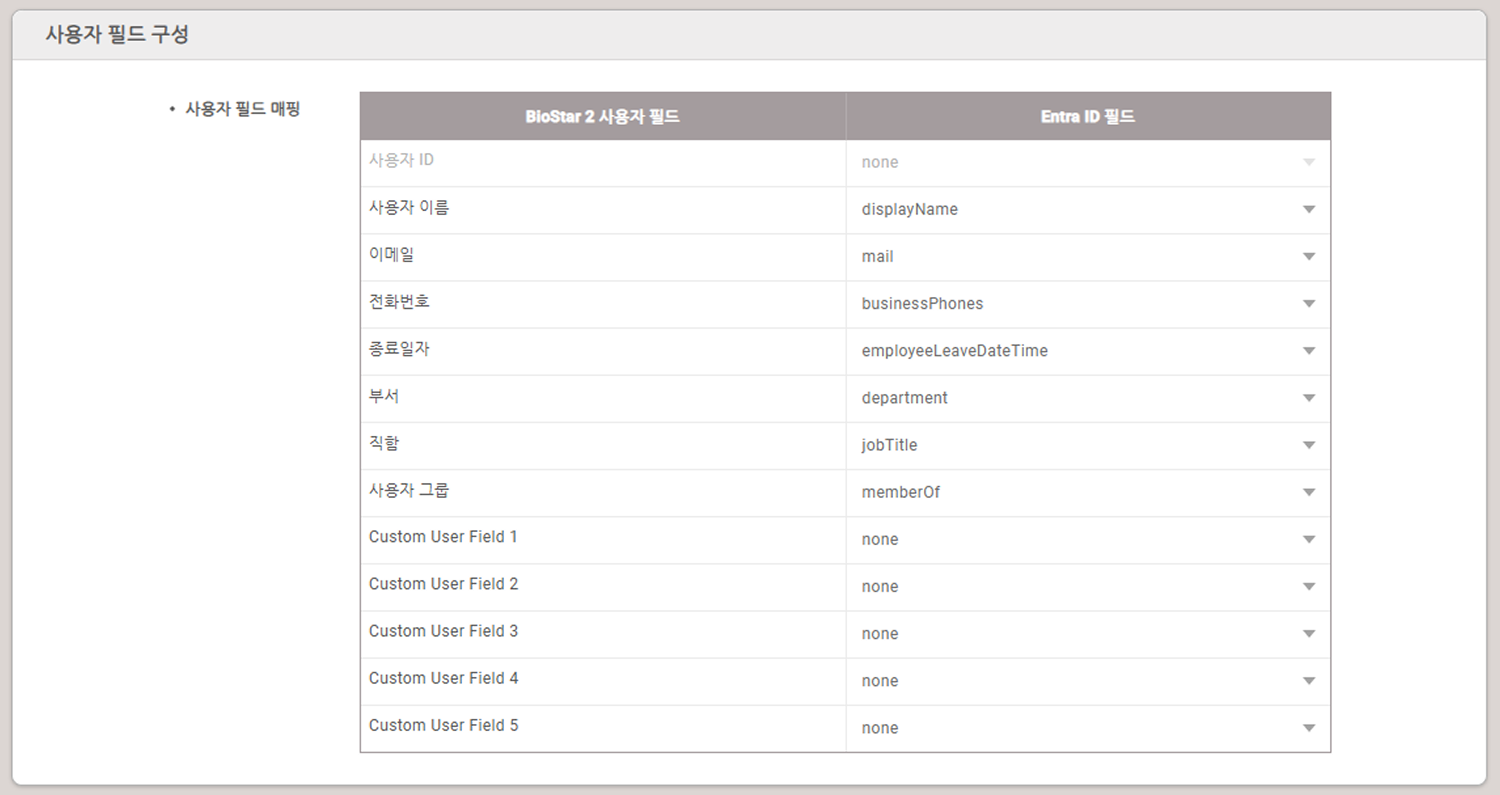 사용자 필드 구성
• 사용자 필드 매핑
BioStar 2 사용자 필드 Entra ID 필드
사용자 ID none
사용자 이름 displayName
이메일 mail
전화번호 businessPhones
종료일자 employeeLeaveDateTime
부서 department
직함 jobTitle
사용자 그룹 memberOf
Custom User Field 1 none
Custom User Field 2 none
Custom User Field 3 none
Custom User Field 4 none
Custom User Field 5 none